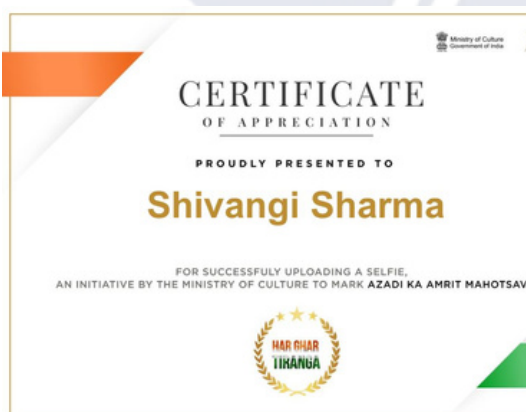 Ministry of Culture
Government of India
CERTIFICATE
OF APPRECIATION
PROUDLY PRESENTED TO
Shivangi Sharma
FOR SUCCESSFULY UPLOADING A SELFIE,
AN INITIATIVE BY THE MINISTRY OF CULTURE TO MARK AZADI KA AMRIT MAHOTSAV
HAR GHAR
TIRANGA